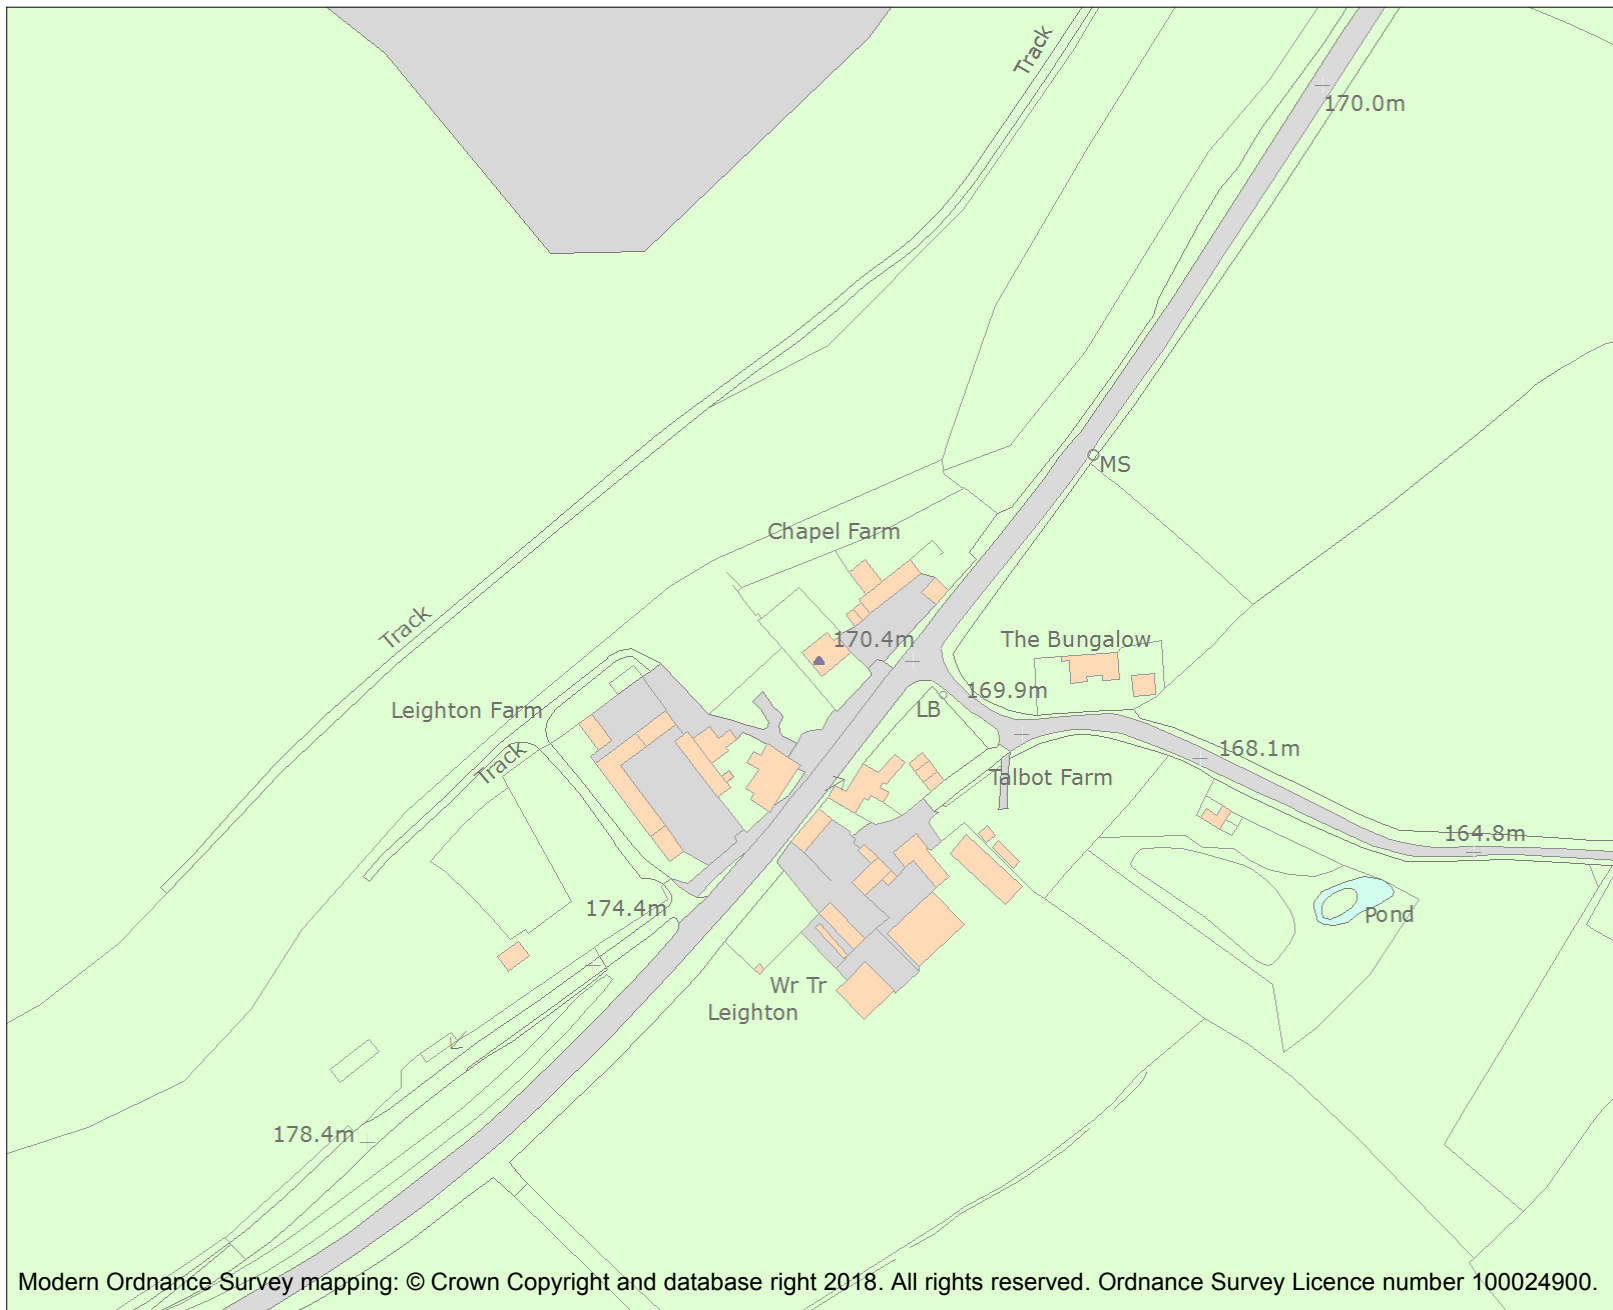 Track
170.0m
MS
Chapel Farm
Track
170.4m
The Bungalow
169.9m
LB
Leighton Farm
Track
168.1m
Talbot Farm
164.8m
174.4m
Pond
Wr Tr
Leighton
178.4m
Modern Ordnance Survey mapping: © Crown Copyright and database right 2018. All rights reserved. Ordnance Survey Licence number 100024900.